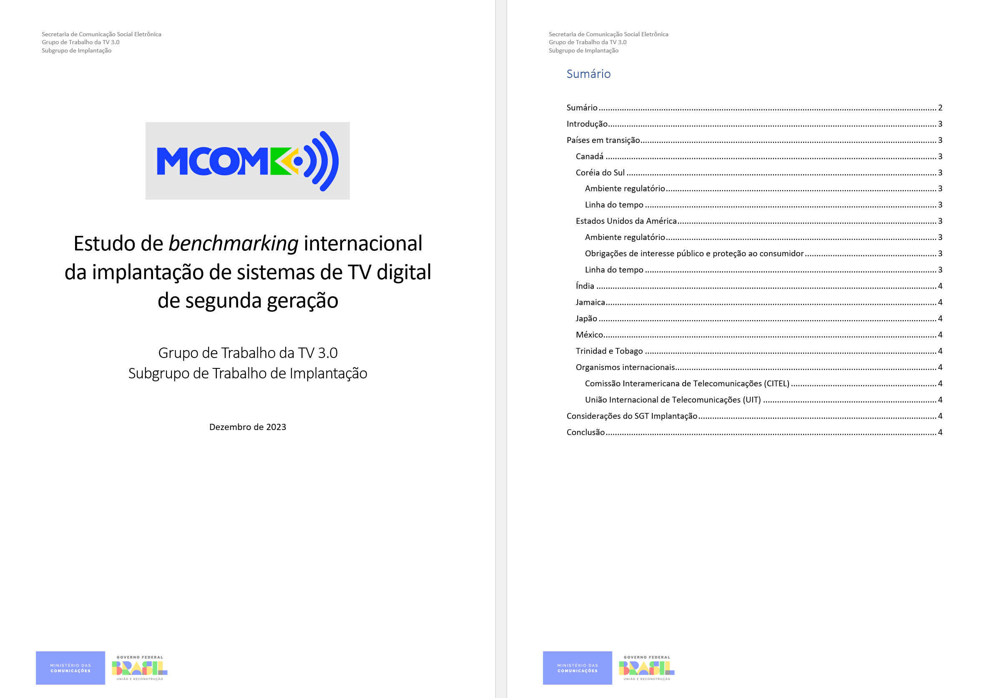 Secretaria de Comunicação Social Eletrônica
Grupo de Trabalho da TV 3.0
Subgrupo de Implantação
MCOM
Estudo de benchmarking internacional
da implantação de sistemas de TV digital
de segunda geração
Grupo de Trabalho da TV 3.0
Subgrupo de Trabalho de Implantação
Dezembro de 2023
MINISTÉRIO DAS
COMUNICAÇÕES
GOVERNO FEDERAL
BRASIL
UNIÃO E RECONSTRUÇÃO
Secretaria de Comunicação Social Eletrônica
Grupo de Trabalho da TV 3.0
Subgrupo de Implantação
Sumário
Sumário 2
Introdução 3
Países em transição 3
Canadá 3
Coréia do Sul 3
Ambiente regulatório 3
Linha do tempo 3
Estados Unidos da América 3
Ambiente regulatório 3
Obrigações de interesse público e proteção ao consumidor 3
Linha do tempo 3
Índia 4
Jamaica 4
Japão 4
México 4
Trinidad e Tobago 4
Organismos internacionais 4
Comissão Interamericana de Telecomunicações (CITEL) 4
União Internacional de Telecomunicações (UIT) 4
Considerações do SGT Implantação 4
Conclusão 4
MINISTÉRIO DAS
COMUNICAÇÕES
GOVERNO FEDERAL
BRASIL
UNIÃO E RECONSTRUÇÃO